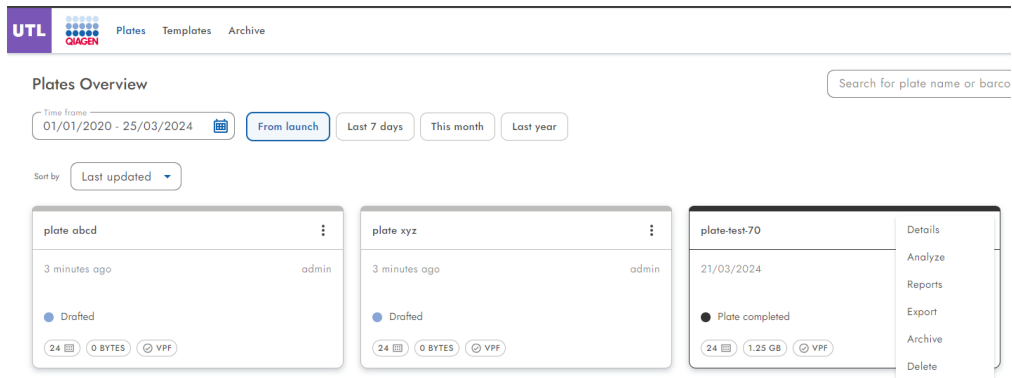 UTL
QIAGEN
Plates Templates Archive
Plates Overview
Search for plate name or barco
Time frame
01/01/2020 - 25/03/2024
From launch Last 7 days This month Last year
Sort by Last updated
plate abcd
3 minutes ago admin
Drafted
24 0 BYTES VPF
plate xyz
3 minutes ago admin
Drafted
24 0 BYTES VPF
plate-test-70
21/03/2024
Plate completed
24 1.25 GB VPF
Details
Analyze
Reports
Export
Archive
Delete